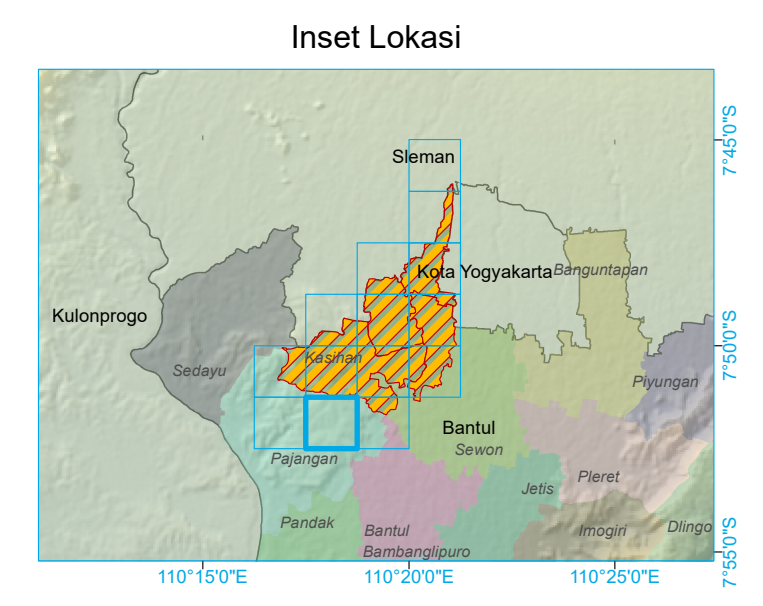 Inset Lokasi
Sleman
7°45'0"S
Kota Yogyakarta
Banguntapan
Kulonprogo
Kasihan
Sedayu
7°50'0"S
Piyungan
Bantul
Sewon
Pajangan
Pleret
Jetis
Pandak
Bantul
Imogiri
Dlingo
Bambanglipuro
7°55'0"S
110°15'0"E
110°20'0"E
110°25'0"E